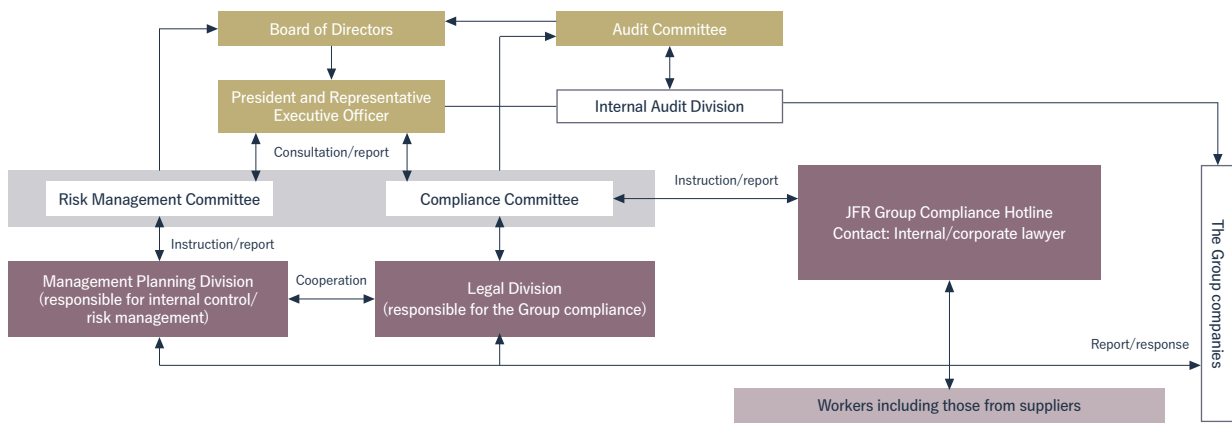 Board of Directors
Audit Committee
President and Representative
Executive Officer
Internal Audit Division
Consultation/report
Risk Management Committee
Compliance Committee
Instruction/report
JFR Group Compliance Hotline
Contact: Internal/corporate lawyer
The Group companies
Instruction/report
Management Planning Division
(responsible for internal control/
risk management)
Cooperation
Legal Division
(responsible for the Group compliance)
Report/response
Workers including those from suppliers